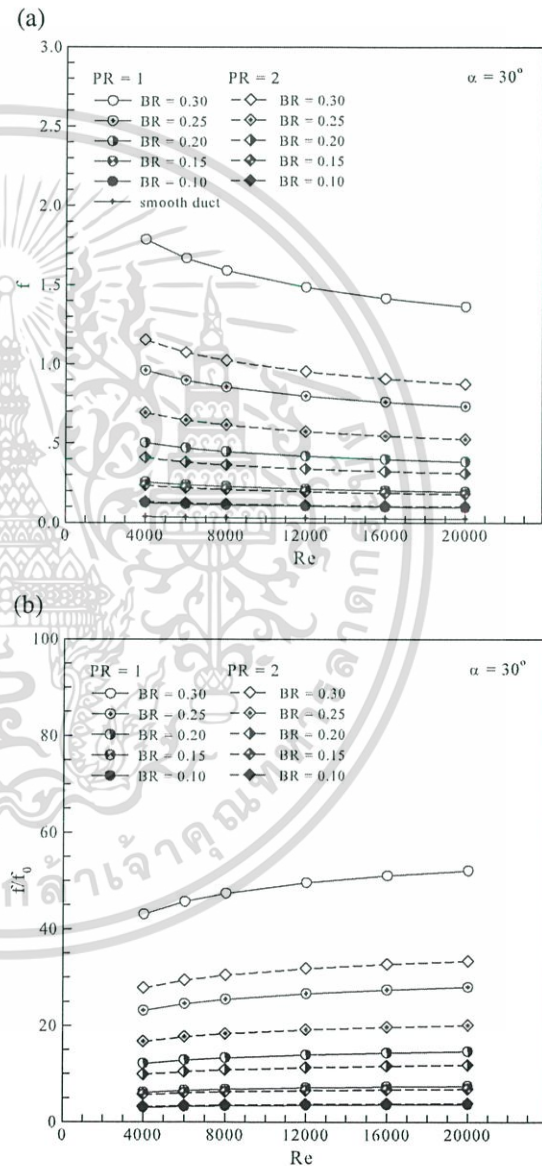 (a)
3.0
PR = 1 PR = 2 α = 30°
BR = 0.30 BR = 0.30
2.5
BR = 0.25 BR = 0.25
BR = 0.20 BR = 0.20
BR = 0.15 BR = 0.15
BR = 0.10 BR = 0.10
2.0
smooth duct
f
1.5
1.0
.5
0.0
0 4000 8000 12000 16000 20000
Re
(b)
100
PR = 1 PR = 2 α = 30°
BR = 0.30 BR = 0.30
BR = 0.25 BR = 0.25
80
BR = 0.20 BR = 0.20
BR = 0.15 BR = 0.15
BR = 0.10 BR = 0.10
60
f/f0
40
20
0
0 4000 8000 12000 16000 20000
Re